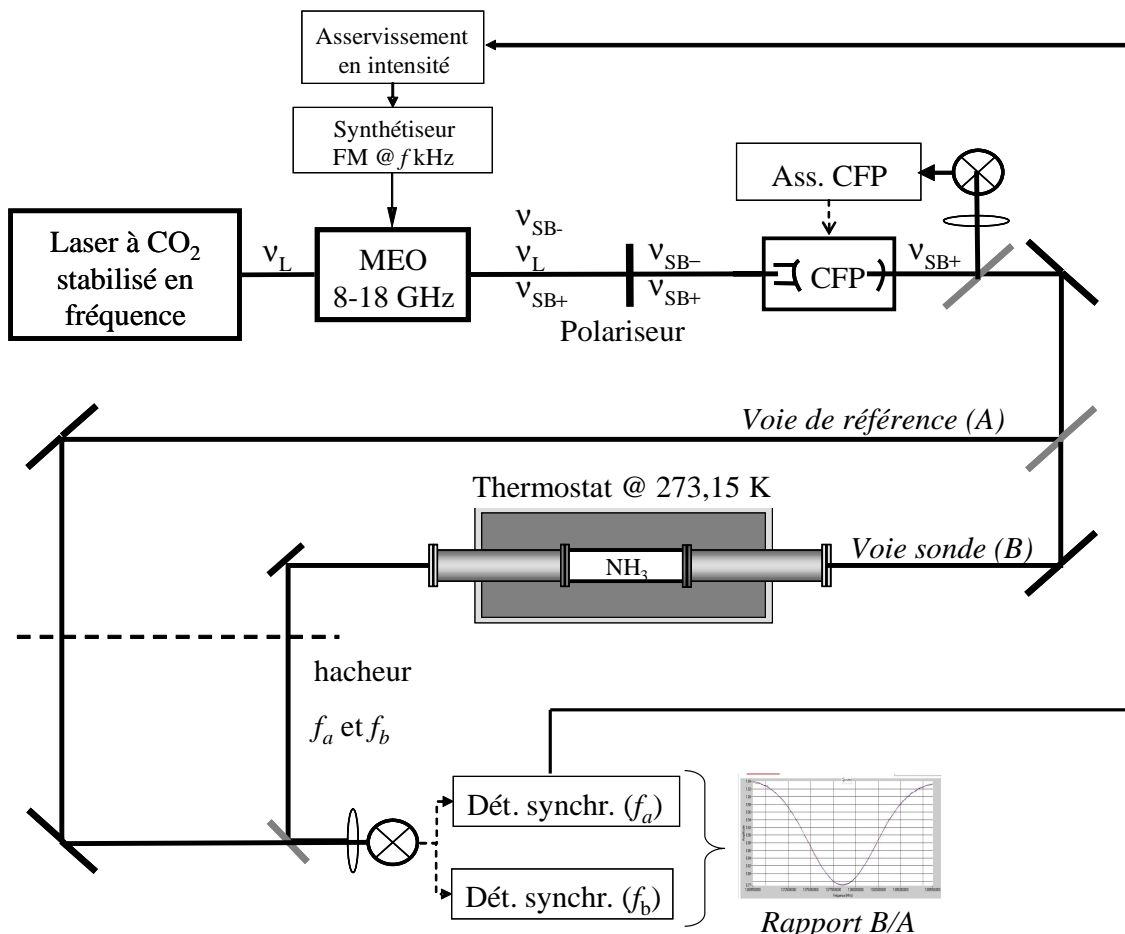 Asservissement
en intensité
Synthétiseur
FM @ f kHz
Ass. CFP
Laser à CO2
stabilisé en
fréquence
νL
MEO
8-18 GHz
νSB-
νL
νSB+
νSB–
νSB+
Polariseur
CFP
νSB+
Voie de référence (A)
Thermostat @ 273,15 K
NH3
Voie sonde (B)
hacheur
fa et fb
Dét. synchr. (fa)
Dét. synchr. (fb)
Rapport B/A